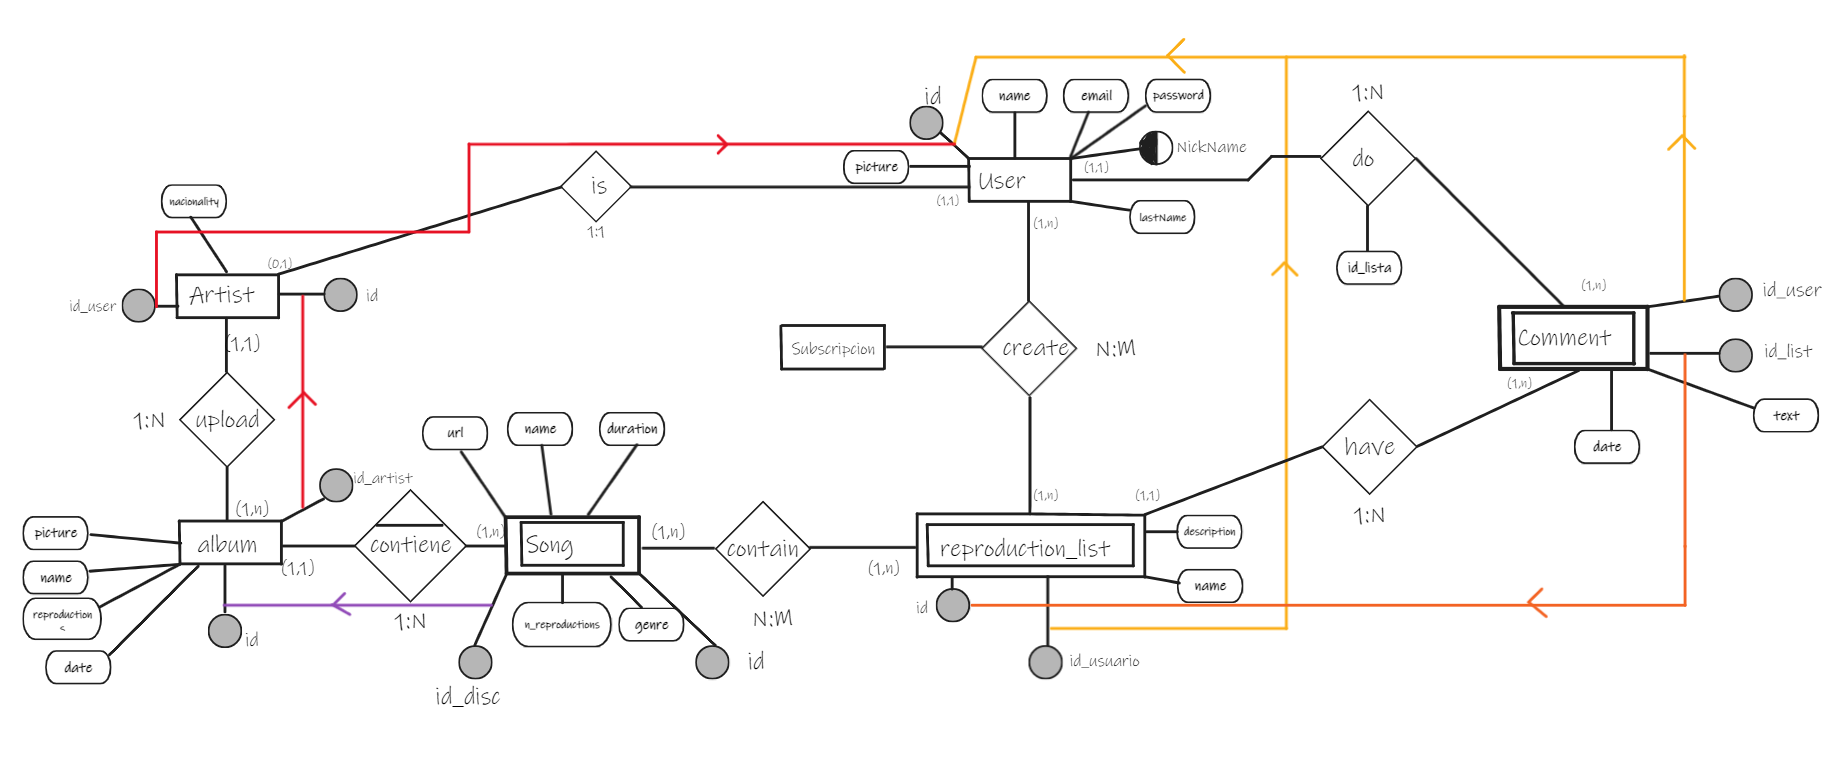 1:N
id
name
email
password
NickName
picture
(1,1)
User
do
is
(1,1)
nacionality
lastName
(1,n)
1:1
(0,1)
id_lista
Artist
id_user
id
(1,n)
id_user
Comment
id_list
(1,1)
Subscripcion
create
N:M
(1,n)
text
1:N
upload
url
name
duration
have
date
id_artist
(1,n)
(1,1)
(1,n)
1:N
picture
album
contiene
(1,n)
Song
(1,n)
contain
reproduction_list
description
name
(1,1)
(1,n)
name
reproduction
s
id
1:N
n_reproductions
genre
N:M
id
date
id
id_usuario
id_disc